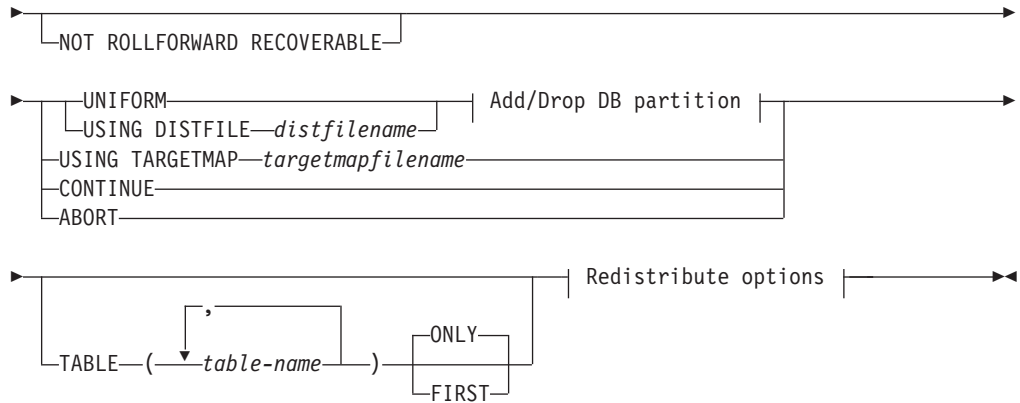 NOT ROLLFORWARD RECOVERABLE
UNIFORM
Add/Drop DB partition
USING DISTFILE distfilename
USING TARGETMAP targetmapfilename
CONTINUE
ABORT
Redistribute options
,
ONLY
TABLE ( table-name )
FIRST